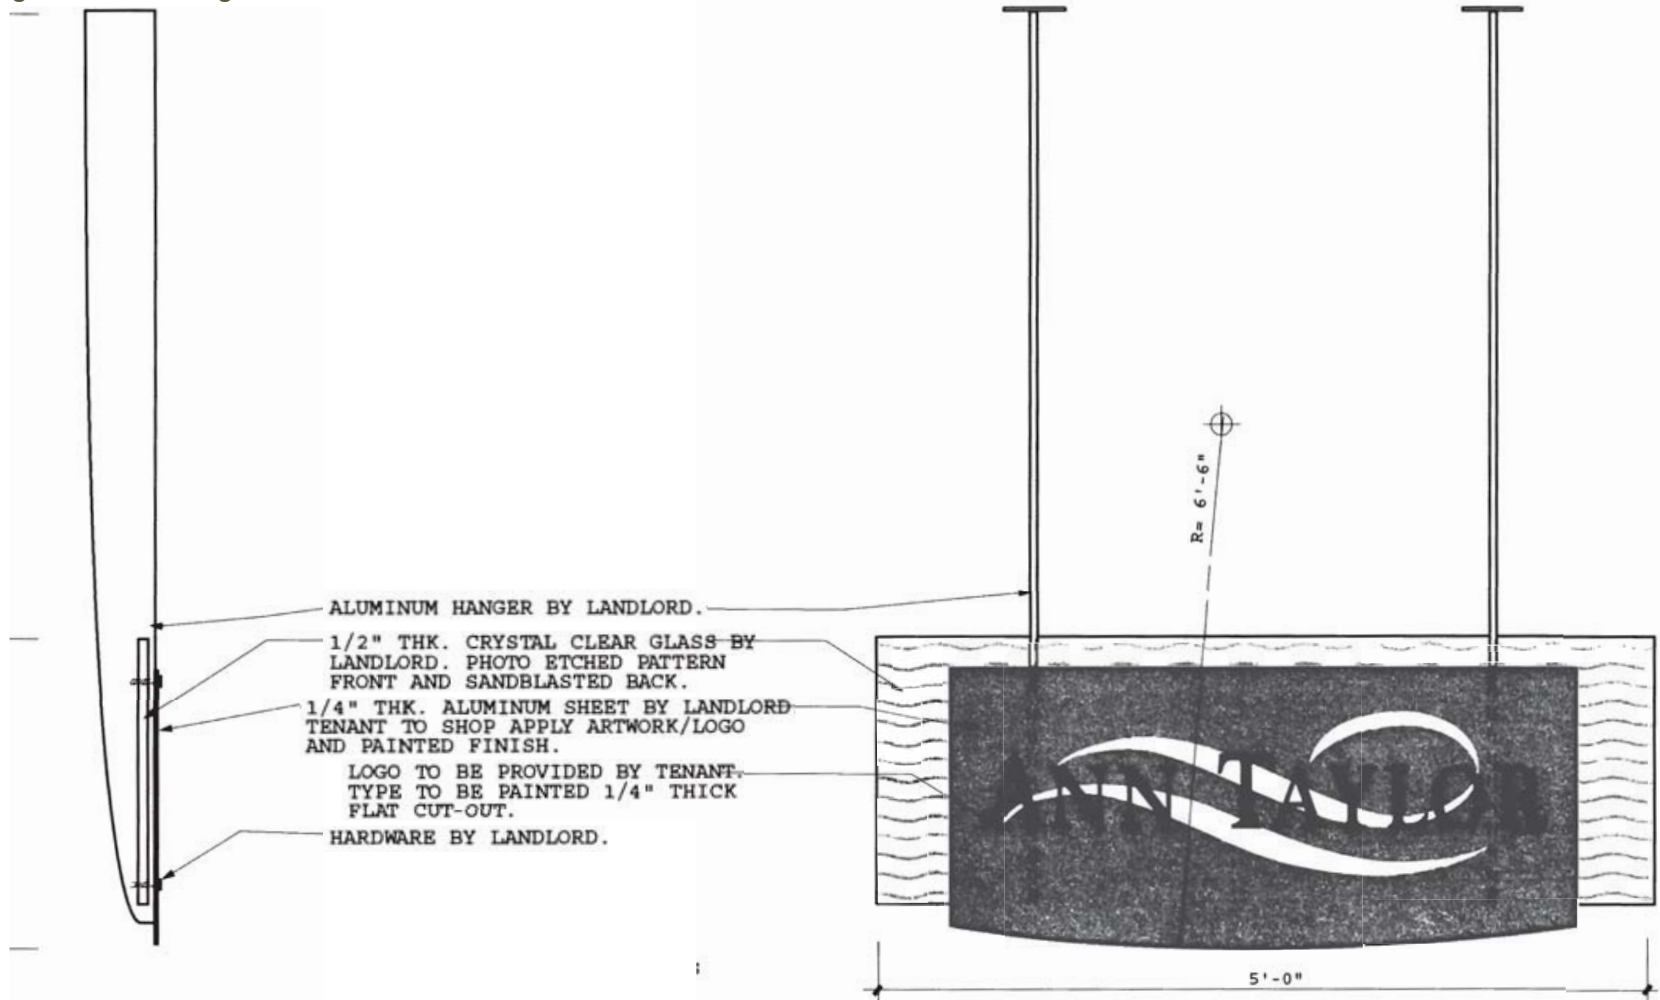 ALUMINUM HANGER BY LANDLORD.
1/2" THK. CRYSTAL CLEAR GLASS BY
LANDLORD. PHOTO ETCHED PATTERN
FRONT AND SANDBLASTED BACK.
1/4" THK. ALUMINUM SHEET BY LANDLORD
TENANT TO SHOP APPLY ARTWORK/LOGO
AND PAINTED FINISH.
LOGO TO BE PROVIDED BY TENANT.
TYPE TO BE PAINTED 1/4" THICK
FLAT CUT-OUT.
HARDWARE BY LANDLORD.
R= 6'-6"
ANN TAYLOR
5'-0"